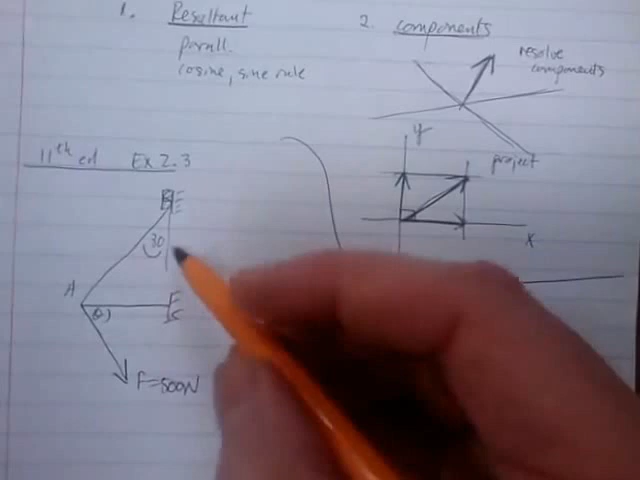 1. Resultant
parall.
cosine, sine rule
2. components
resolve
components
y
project
x
11th ed Ex 2.3
B
30
A
θ
C
F=500N